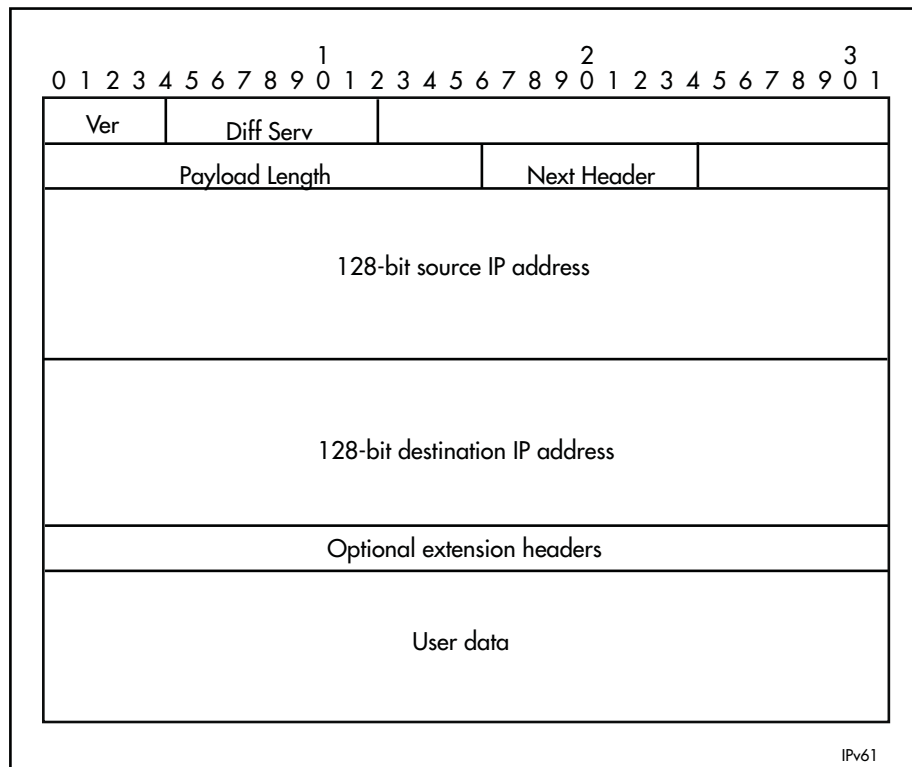 1 2 3
0 1 2 3 4 5 6 7 8 9 0 1 2 3 4 5 6 7 8 9 0 1 2 3 4 5 6 7 8 9 0 1
Ver Diff Serv
Payload Length Next Header
128-bit source IP address
128-bit destination IP address
Optional extension headers
User data
IPv61